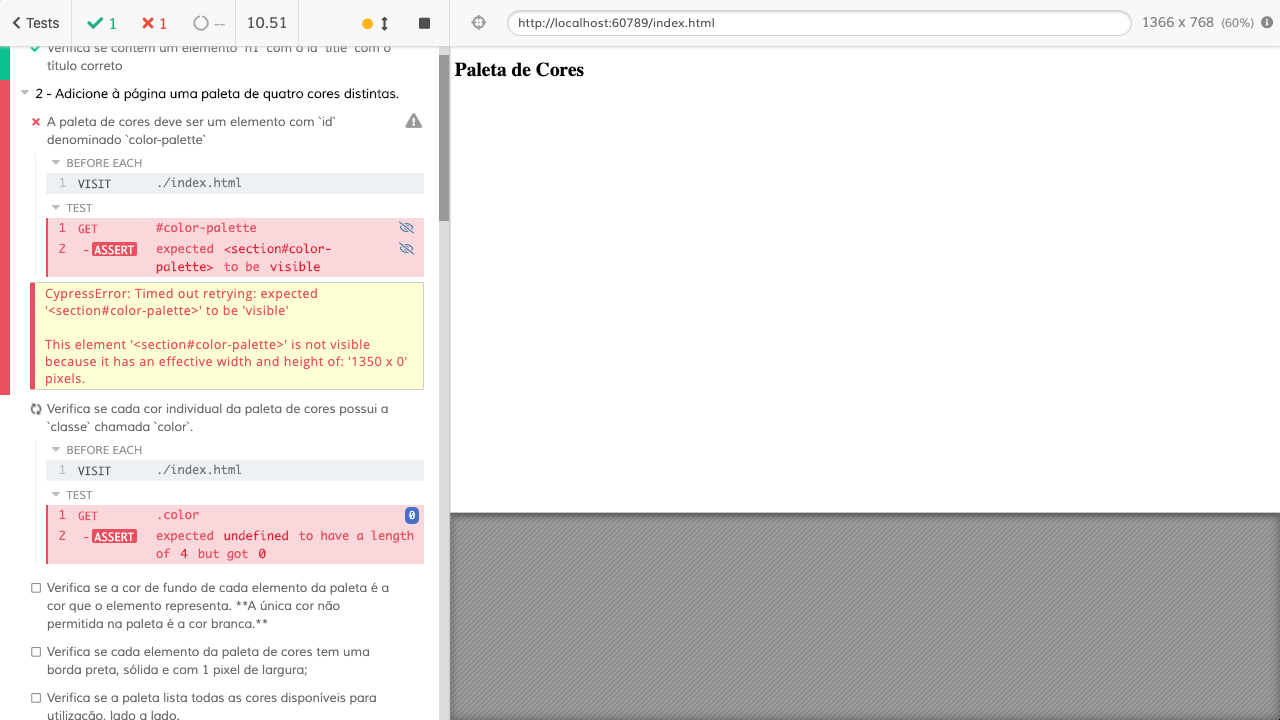 Tests
1
1
--
10.51
http://localhost:60789/index.html
1366 x 768 (60%)
Verifica se contém um elemento `h1` com o id `title` com o
título correto
2 - Adicione à página uma paleta de quatro cores distintas.
A paleta de cores deve ser um elemento com `id`
denominado `color-palette`
BEFORE EACH
1 VISIT ./index.html
TEST
1 GET #color-palette
2 -ASSERT expected <section#color-
palette> to be visible
CypressError: Timed out retrying: expected
'<section#color-palette>' to be 'visible'
This element '<section#color-palette>' is not visible
because it has an effective width and height of: '1350 x 0'
pixels.
Verifica se cada cor individual da paleta de cores possui a
`classe` chamada `color`.
BEFORE EACH
1 VISIT ./index.html
TEST
1 GET .color 0
2 -ASSERT expected undefined to have a length
of 4 but got 0
Verifica se a cor de fundo de cada elemento da paleta é a
cor que o elemento representa. **A única cor não
permitida na paleta é a cor branca.**
Verifica se cada elemento da paleta de cores tem uma
borda preta, sólida e com 1 pixel de largura;
Verifica se a paleta lista todas as cores disponíveis para
utilização, lado a lado.
Paleta de Cores